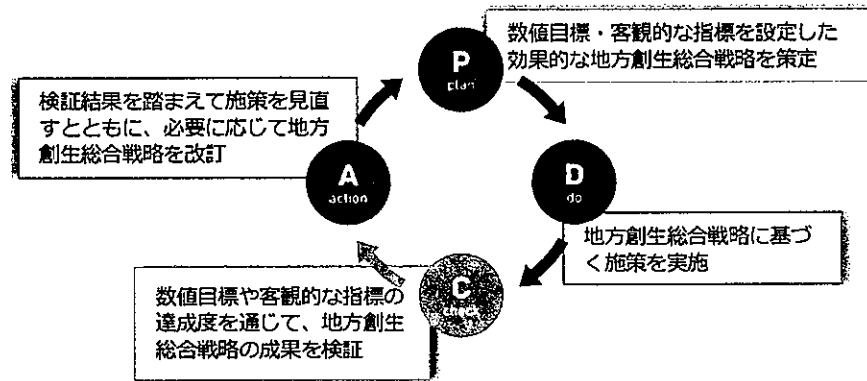 P
plan
数値目標・客観的な指標を設定した
効果的な地方創生総合戦略を策定
検証結果を踏まえて施策を見直
すとともに、必要に応じて地方
創生総合戦略を改訂
A
action
D
do
地方創生総合戦略に基づ
く施策を実施
C
数値目標や客観的な指標の
達成度を通じて、地方創生
総合戦略の成果を検証